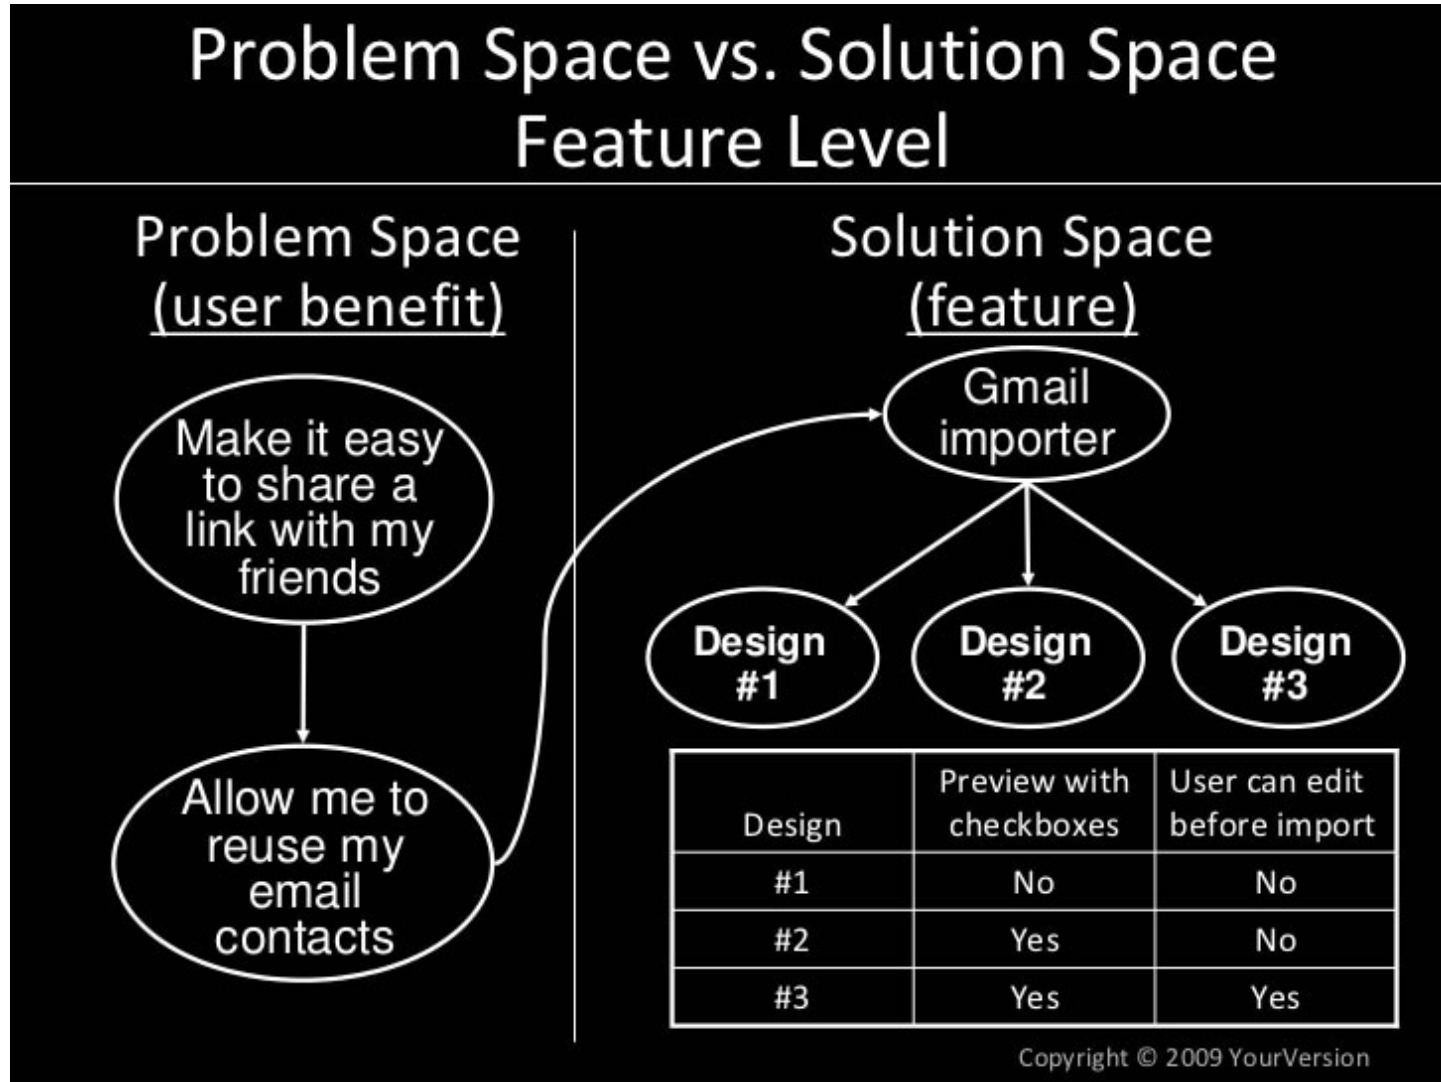 Problem Space vs. Solution Space
Feature Level
Problem Space
(user benefit)
Make it easy
to share a
link with my
friends
Allow me to
reuse my
email
contacts
Solution Space
(feature)
Gmail
importer
Design
#1
Design
#2
Design
#3
Design
Preview with
checkboxes
User can edit
before import
#1 No No
#2 Yes No
#3 Yes Yes
Copyright © 2009 YourVersion